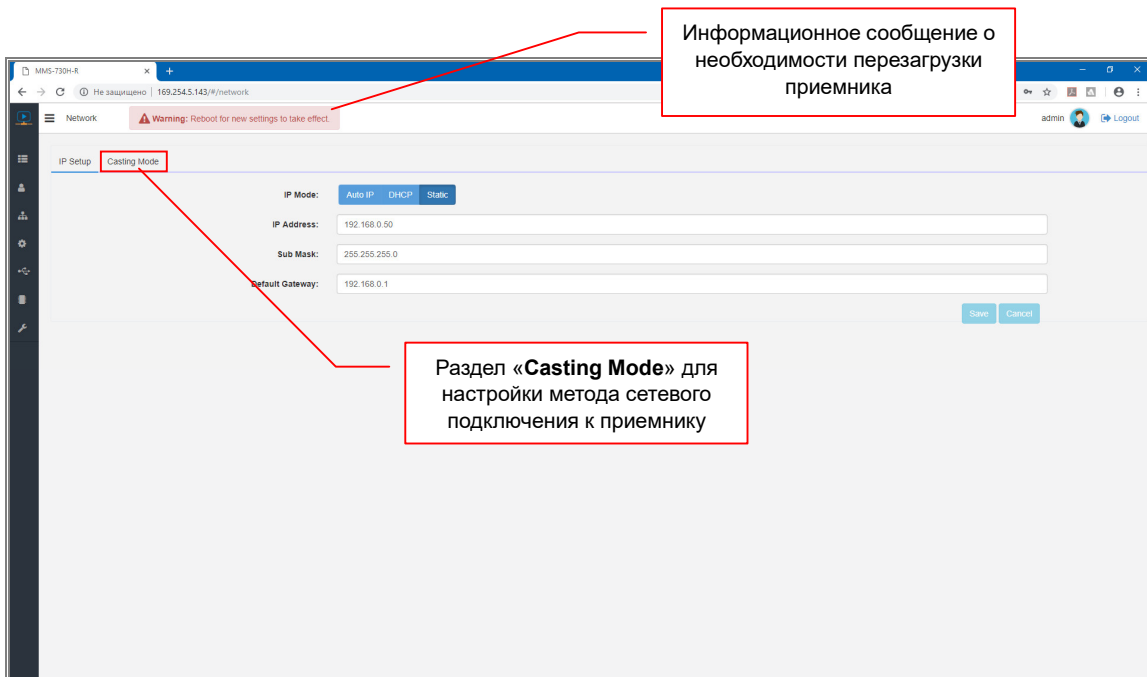 Информационное сообщение о
необходимости перезагрузки
приемника
MMS-730H-R
Не защищено | 169.254.5.143/#/network
Network
Warning: Reboot for new settings to take effect.
admin
Logout
IP Setup
Casting Mode
IP Mode:
Auto IP
DHCP
Static
IP Address:
192.168.0.50
Sub Mask:
255.255.255.0
Default Gateway:
192.168.0.1
Save
Cancel
Раздел «Casting Mode» для
настройки метода сетевого
подключения к приемнику